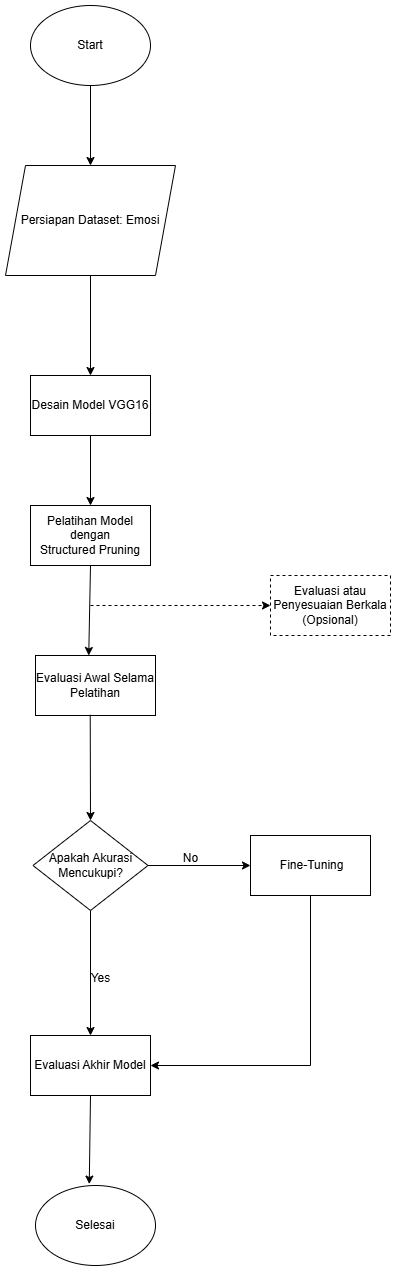 Start
Persiapan Dataset: Emosi
Desain Model VGG16
Pelatihan Model
dengan
Structured Pruning
Evaluasi atau
Penyesuaian Berkala
(Opsional)
Evaluasi Awal Selama
Pelatihan
Apakah Akurasi
Mencukupi?
No
Fine-Tuning
Yes
Evaluasi Akhir Model
Selesai